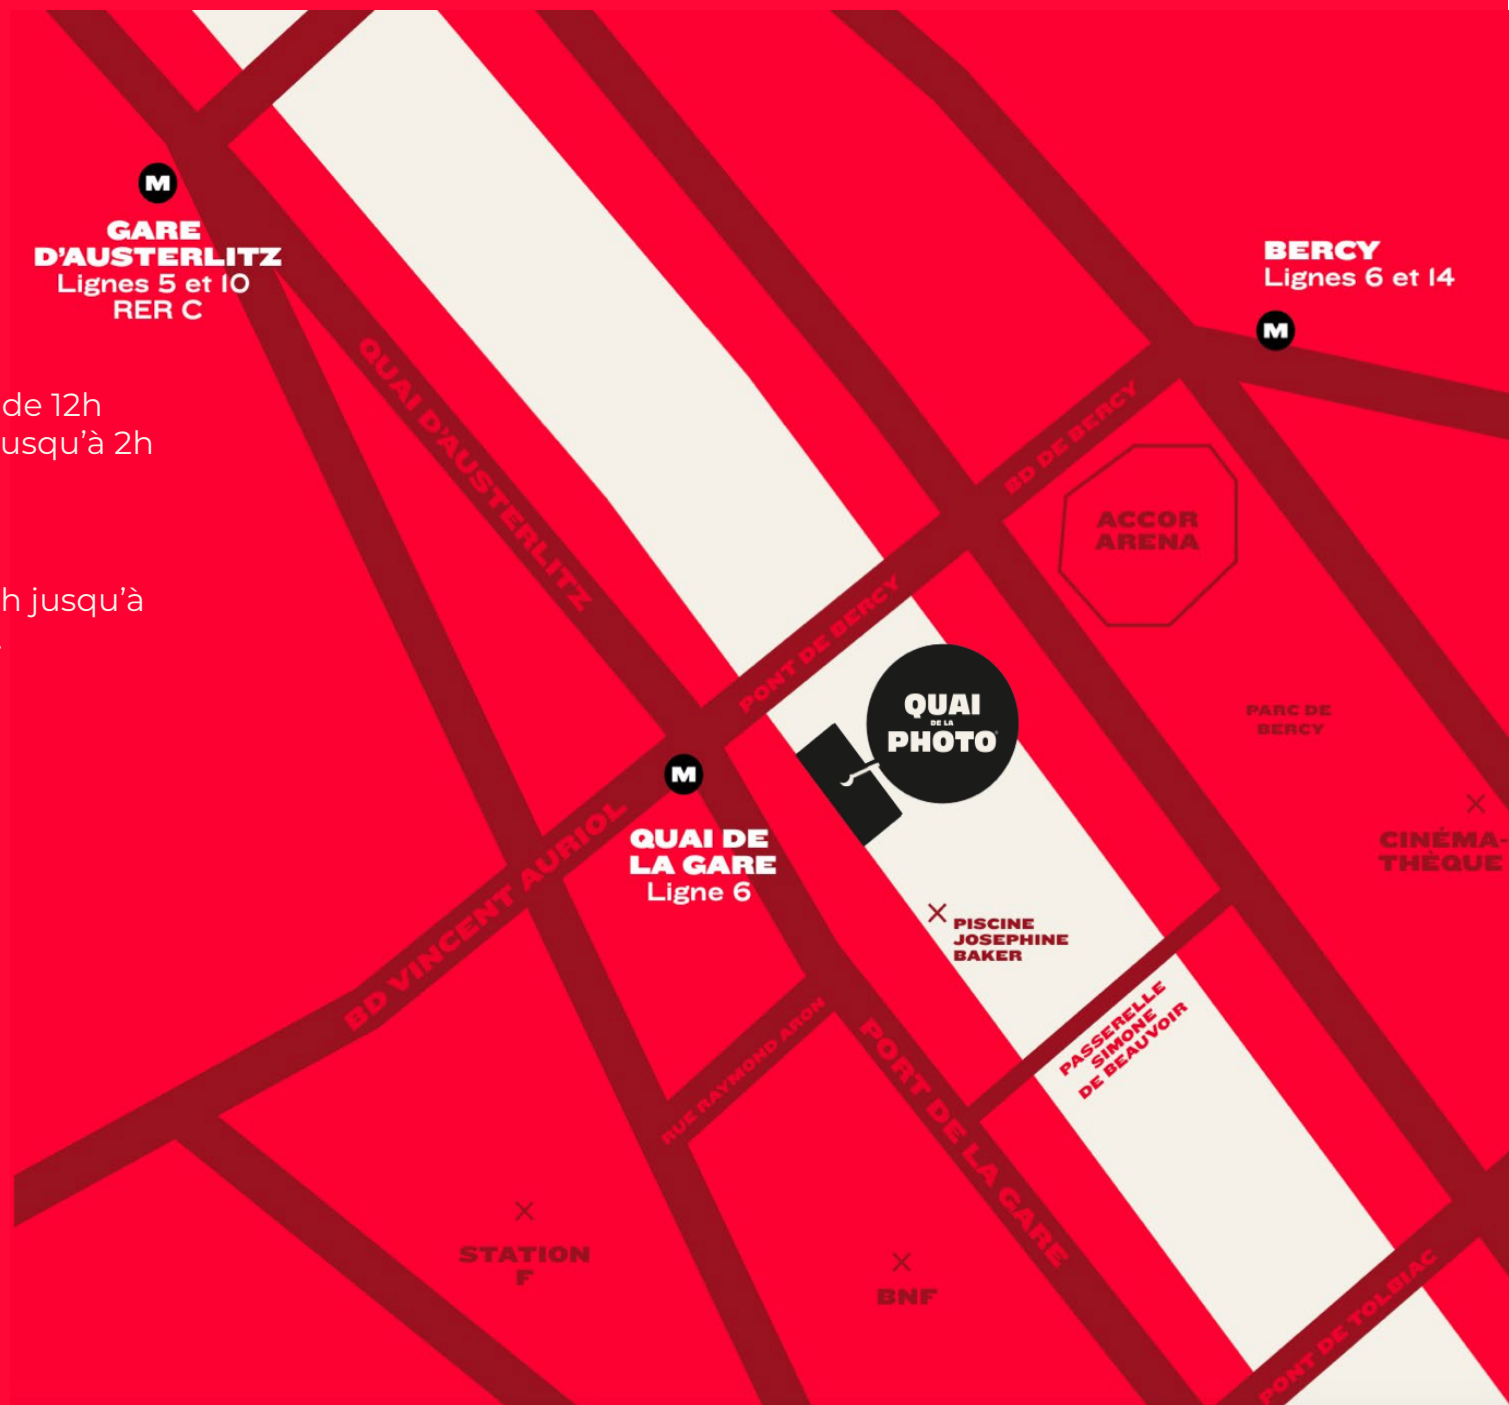 M
GARE
D'AUSTERLITZ
Lignes 5 et 10
RER C
BERCY
Lignes 6 et 14
M
de 12h
usqu'à 2h
h jusqu'à
QUAI D'AUSTERLITZ
BD DE BERCY
ACCOR
ARENA
PONT DE BERCY
QUAI
DE LA
PHOTO
PARC DE
BERCY
M
QUAI DE
LA GARE
Ligne 6
CINÉMA-
THÈQUE
BD VINCENT AURIOL
PISCINE
JOSEPHINE
BAKER
PASSERELLE
SIMONE
DE BEAUVOIR
RUE RAYMOND ARON
PORT DE LA GARE
STATION
F
BNF
PONT DE TOLBIAC